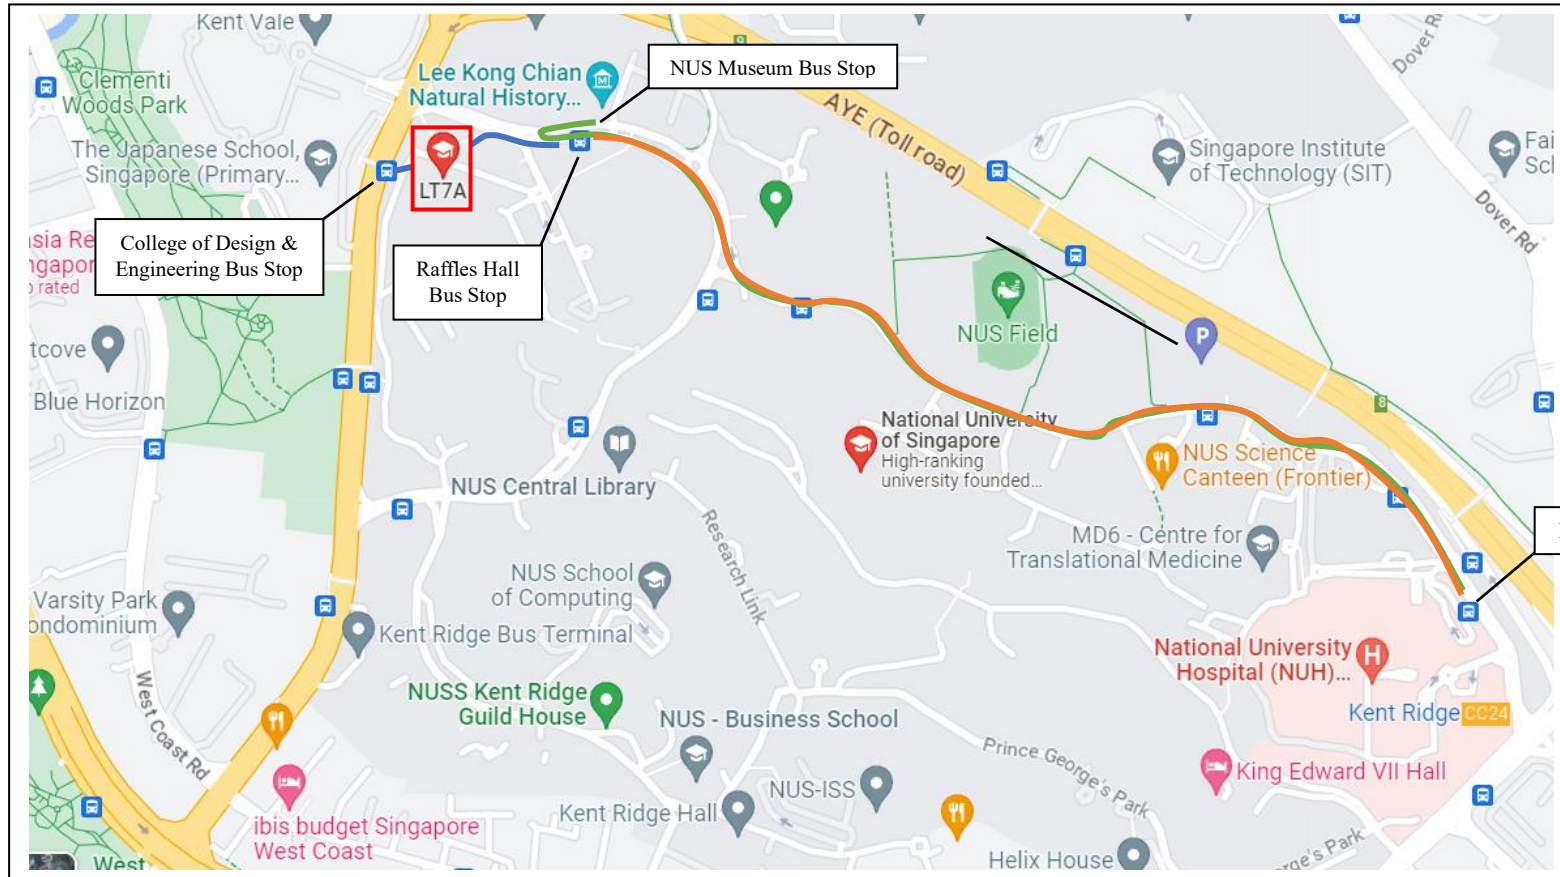 Kent Vale
Clementi
Woods Park
Lee Kong Chian
Natural History...
NUS Museum Bus Stop
9
AYE (Toll road)
Dover Rd
The Japanese School,
Singapore (Primary...
LT7A
Singapore Institute
of Technology (SIT)
Dover Rd
College of Design &
Engineering Bus Stop
Raffles Hall
Bus Stop
NUS Field
P
8
Blue Horizon
National University
of Singapore
High-ranking
university founded...
NUS Science
Canteen (Frontier)
NUS Central Library
Research Link
MD6 - Centre for
Translational Medicine
NUS School
of Computing
Varsity Park
Kent Ridge Bus Terminal
West Coast Rd
National University
Hospital (NUH)...
H
NUSS Kent Ridge
Guild House
NUS - Business School
Kent Ridge CC24
Prince George's Park
King Edward VII Hall
NUS-ISS
Kent Ridge Hall
ibis budget Singapore
West Coast
Helix House
West